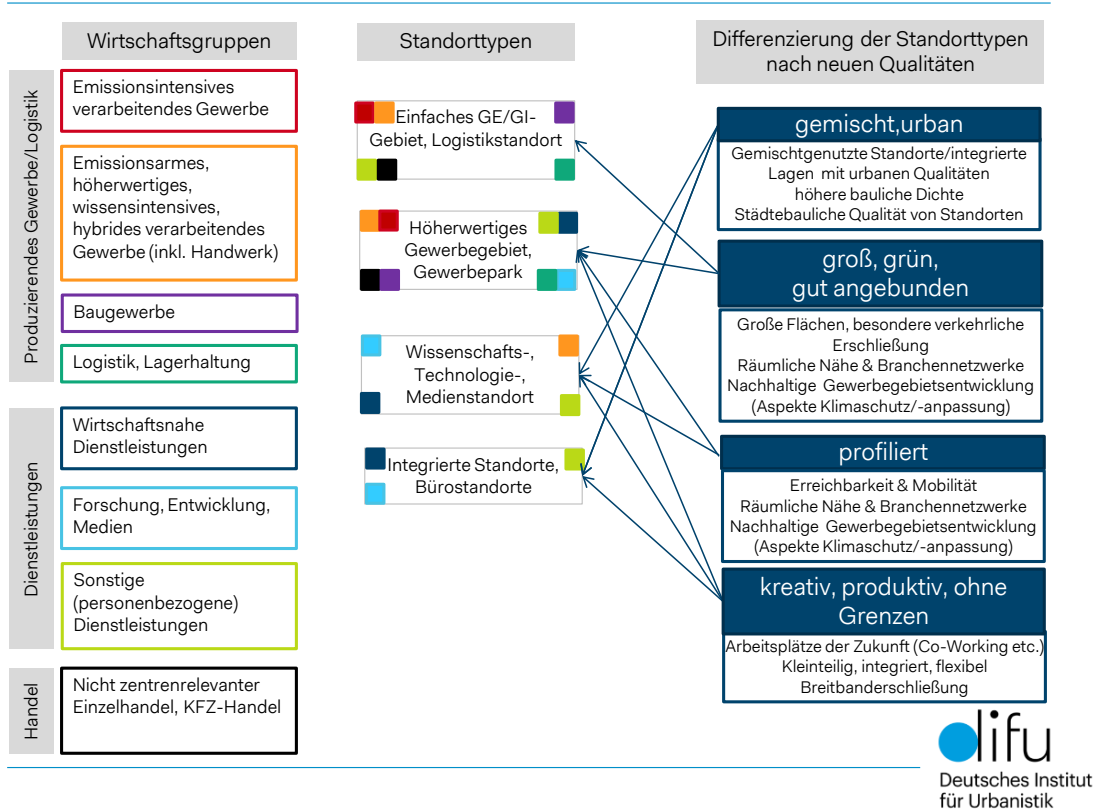 Wirtschaftsgruppen
Produzierendes Gewerbe/Logistik
Emissionsintensives
verarbeitendes Gewerbe
Emissionsarmes,
höherwertiges,
wissensintensives,
hybrides verarbeitendes
Gewerbe (inkl. Handwerk)
Baugewerbe
Logistik, Lagerhaltung
Dienstleistungen
Wirtschaftsnahe
Dienstleistungen
Forschung, Entwicklung,
Medien
Sonstige
(personenbezogene)
Dienstleistungen
Handel
Nicht zentrenrelevanter
Einzelhandel, KFZ-Handel
Standorttypen
Einfaches GE/GI-
Gebiet, Logistikstandort
Höherwertiges
Gewerbegebiet,
Gewerbepark
Wissenschafts-,
Technologie-,
Medienstandort
Integrierte Standorte,
Bürostandorte
Differenzierung der Standorttypen
nach neuen Qualitäten
gemischt,urban
Gemischtgenutzte Standorte/integrierte
Lagen mit urbanen Qualitäten
höhere bauliche Dichte
Städtebauliche Qualität von Standorten
groß, grün,
gut angebunden
Große Flächen, besondere verkehrliche
Erschließung
Räumliche Nähe & Branchennetzwerke
Nachhaltige Gewerbegebietsentwicklung
(Aspekte Klimaschutz/-anpassung)
profiliert
Erreichbarkeit & Mobilität
Räumliche Nähe & Branchennetzwerke
Nachhaltige Gewerbegebietsentwicklung
(Aspekte Klimaschutz/-anpassung)
kreativ, produktiv, ohne
Grenzen
Arbeitsplätze der Zukunft (Co-Working etc.)
Kleinteilig, integriert, flexibel
Breitbanderschließung
difu
Deutsches Institut
für Urbanistik